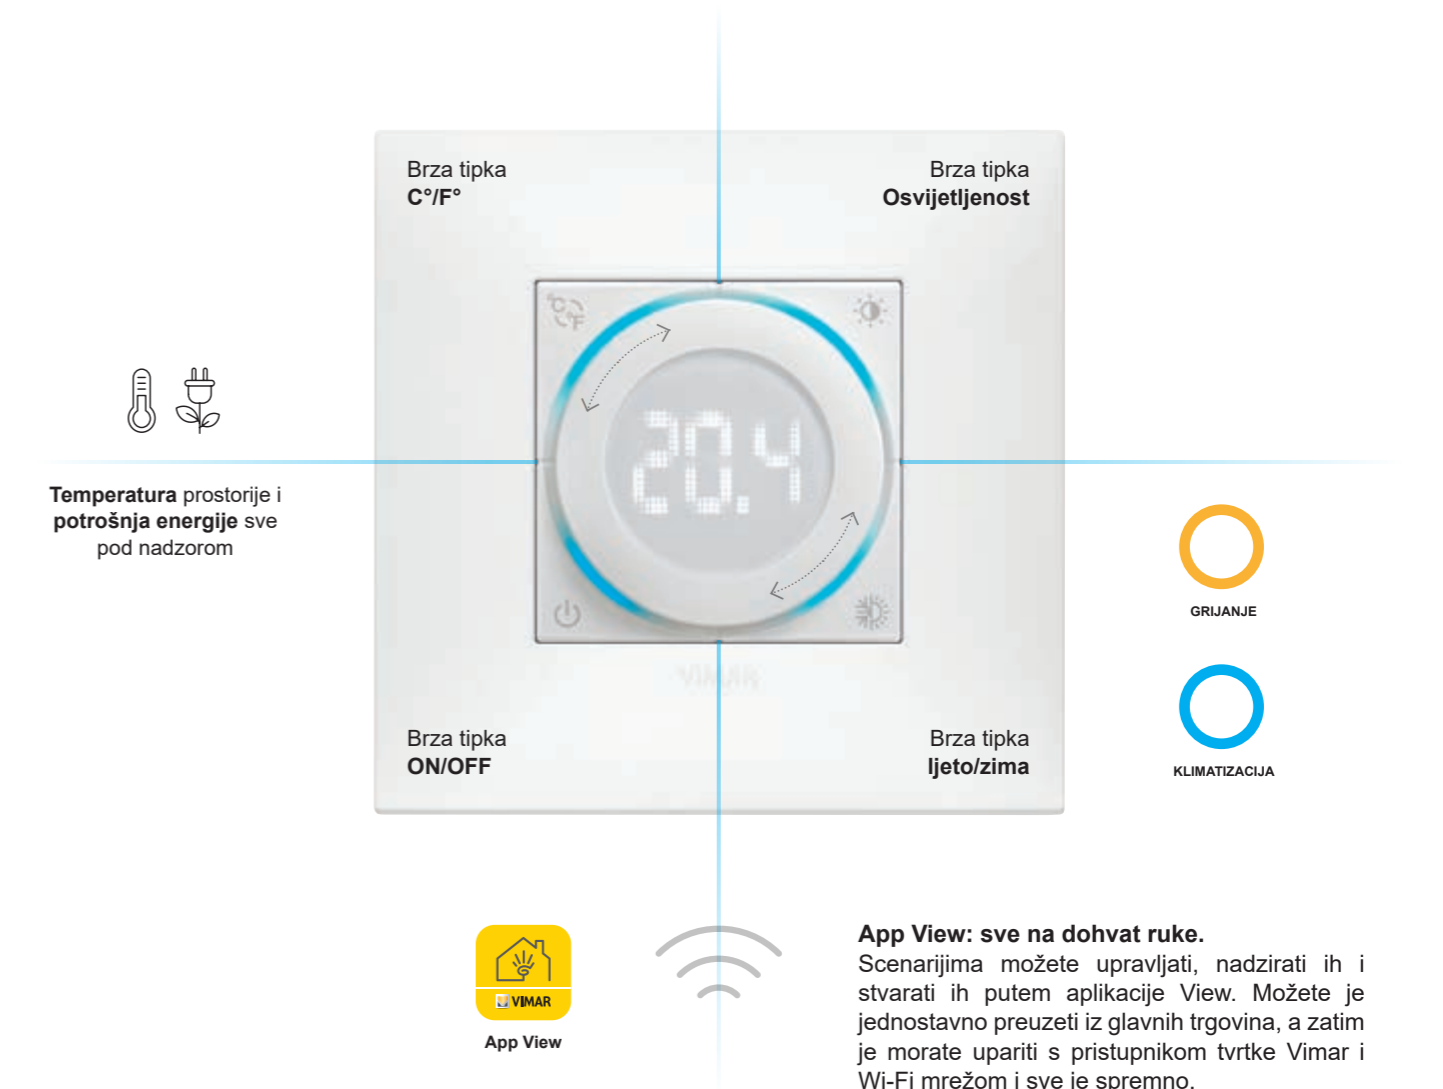 Brza tipka
C°/F°
Brza tipka
Osvijetljenost
°C
°F
20.4
Temperatura prostorije i
potrošnja energije sve
pod nadzorom
GRIJANJE
VIMAR
KLIMATIZACIJA
Brza tipka
ON/OFF
Brza tipka
ljeto/zima
VIMAR
App View
App View: sve na dohvat ruke.
Scenarijima možete upravljati, nadzirati ih i
stvarati ih putem aplikacije View. Možete je
jednostavno preuzeti iz glavnih trgovina, a zatim
je morate upariti s pristupnikom tvrtke Vimar i
Wi-Fi mrežom i sve je spremno.